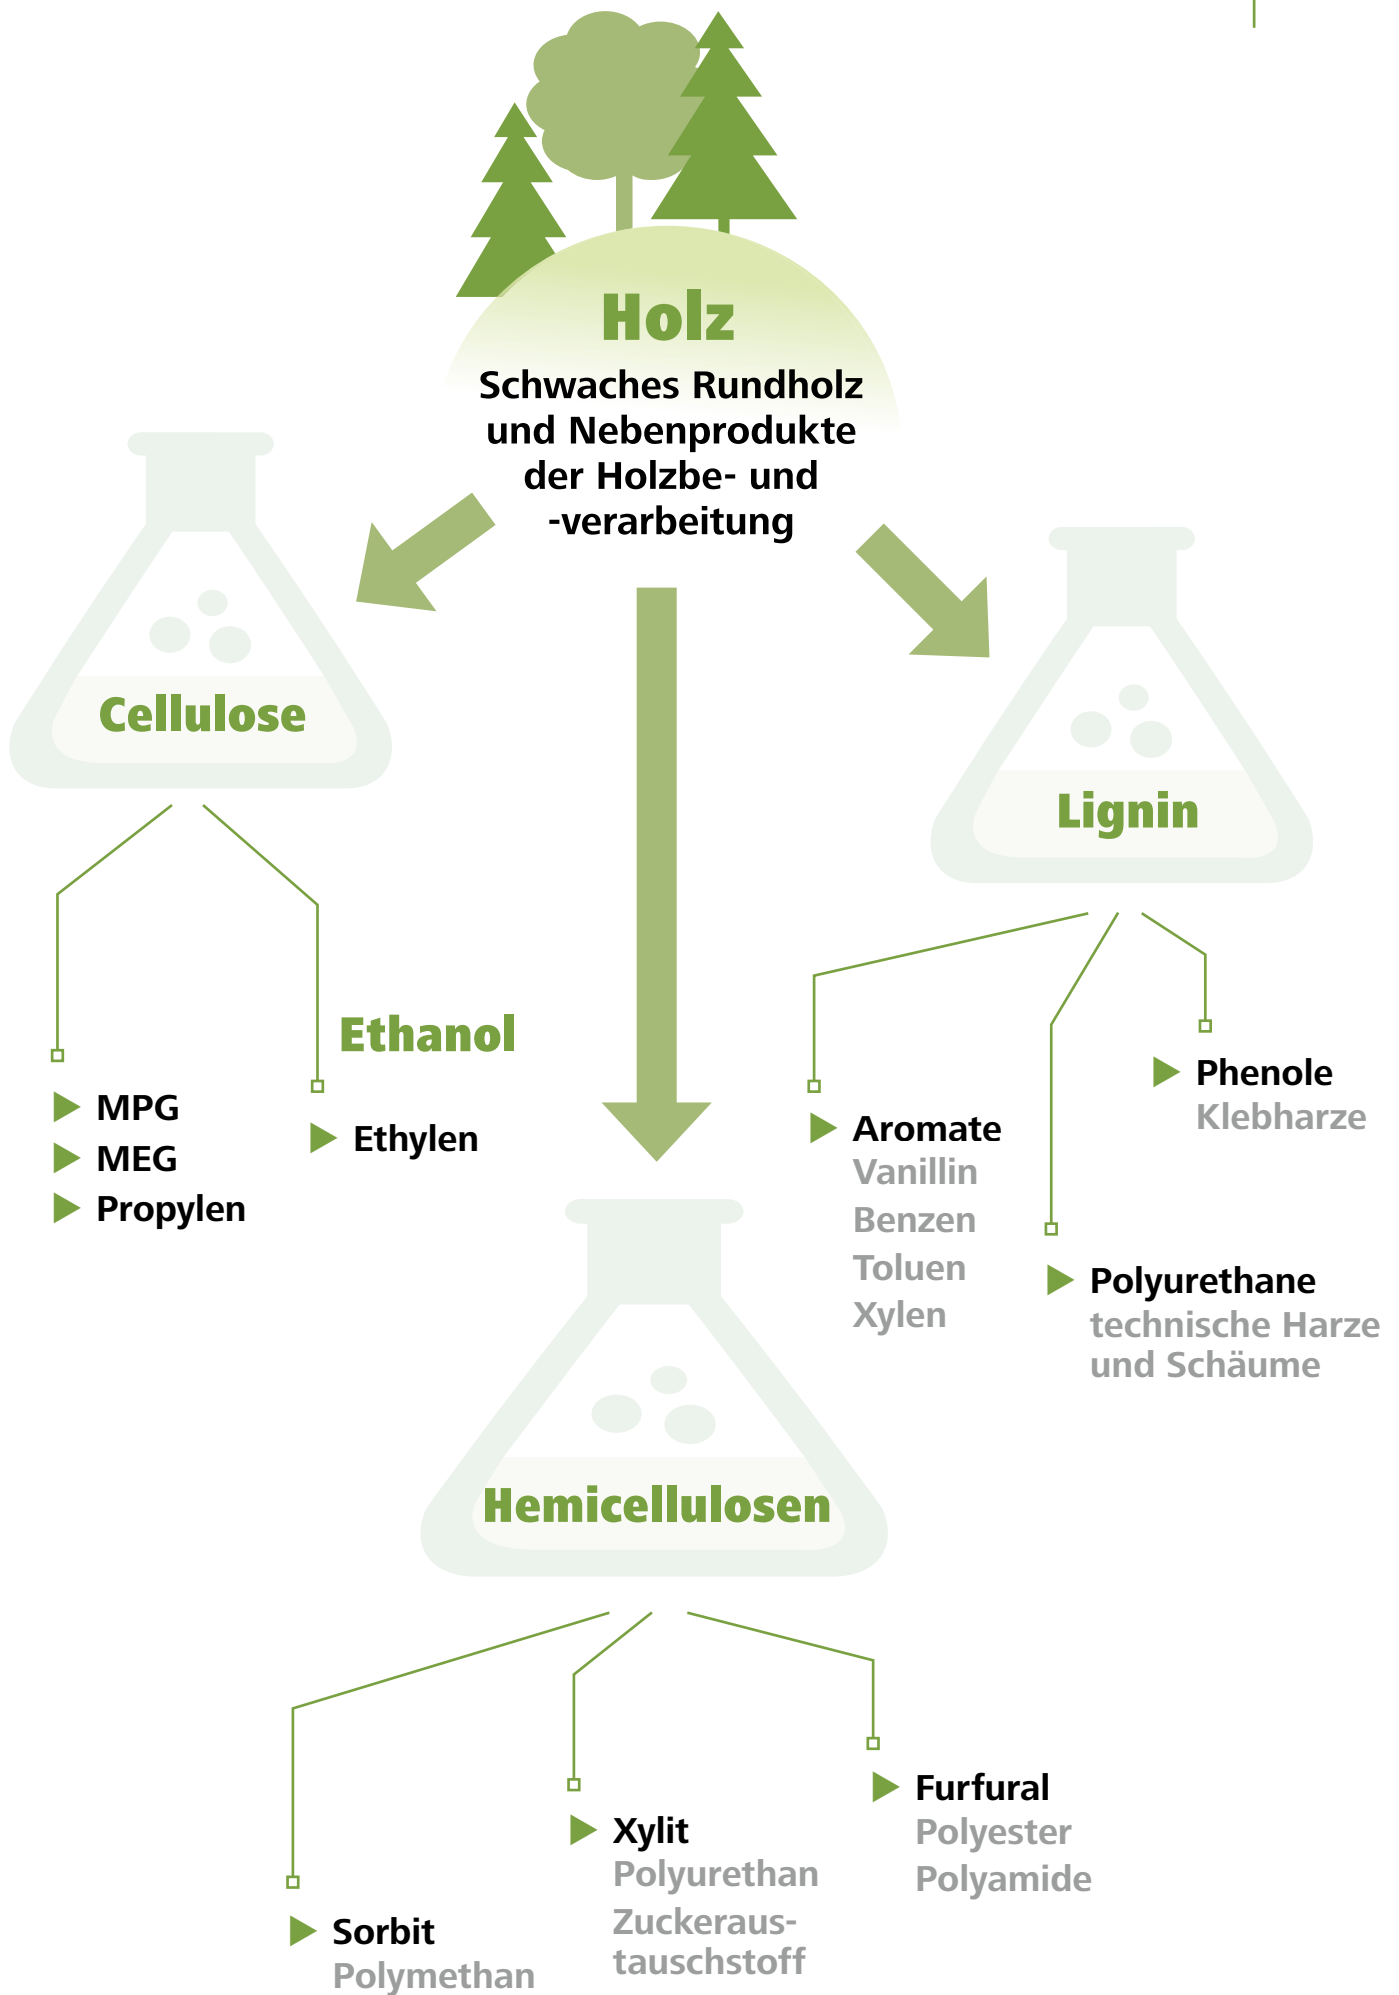 Holz
Schwaches Rundholz
und Nebenprodukte
der Holzbe- und
-verarbeitung
Cellulose
MPG
MEG
Propylen
Ethanol
Ethylen
Lignin
Aromate
Vanillin
Benzen
Toluen
Xylen
Polyurethane
technische Harze
und Schäume
Phenole
Klebharze
Hemicellulosen
Sorbit
Polymethan
Xylit
Polyurethan
Zuckeraus-
tauschstoff
Furfural
Polyester
Polyamide